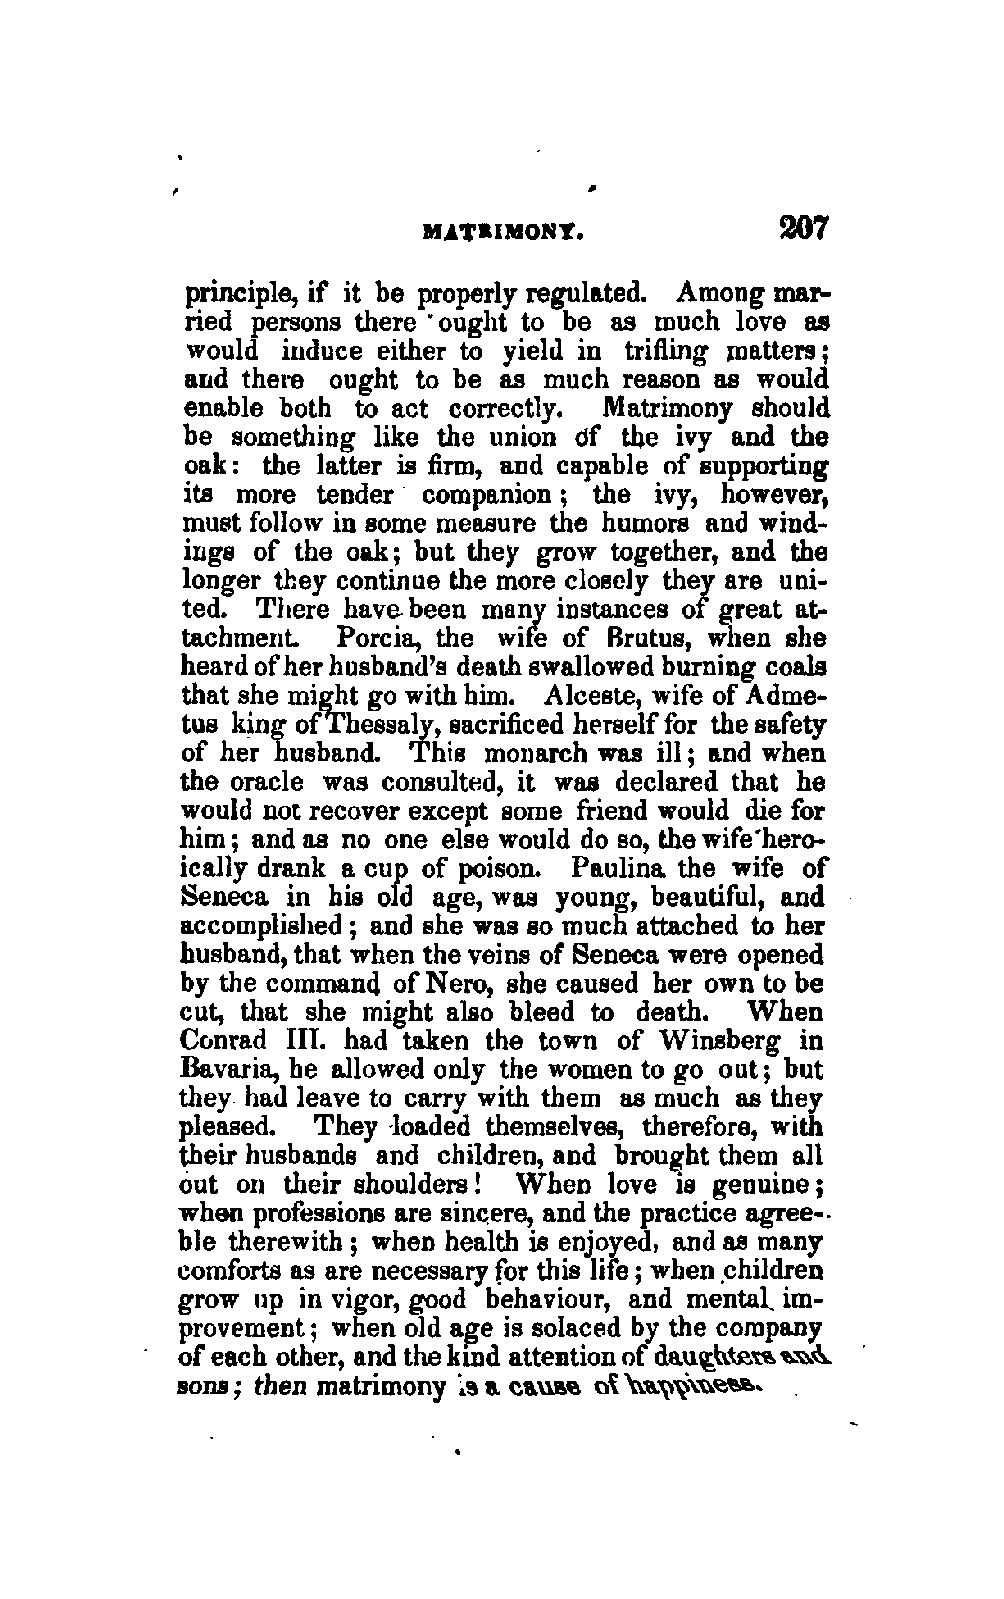 MATRIMONY. 207
principle, if it be properly regulated. Among mar-
ried persons there ought to be as much love as
would induce either to yield in trifling matters;
and there ought to be as much reason as would
enable both to act correctly. Matrimony should
be something like the union of the ivy and the
oak: the latter is firm, and capable of supporting
its more tender companion; the ivy, however,
must follow in some measure the humors and wind-
ings of the oak; but they grow together, and the
longer they continue the more closely they are uni-
ted. There have been many instances of great at-
tachment. Porcia, the wife of Brutus, when she
heard of her husband's death swallowed burning coals
that she might go with him. Alceste, wife of Adme-
tus king of Thessaly, sacrificed herself for the safety
of her husband. This monarch was ill; and when
the oracle was consulted, it was declared that he
would not recover except some friend would die for
him; and as no one else would do so, the wife hero-
ically drank a cup of poison. Paulina the wife of
Seneca in his old age, was young, beautiful, and
accomplished; and she was so much attached to her
husband, that when the veins of Seneca were opened
by the command of Nero, she caused her own to be
cut, that she might also bleed to death. When
Conrad III. had taken the town of Winsberg in
Bavaria, he allowed only the women to go out; but
they had leave to carry with them as much as they
pleased. They loaded themselves, therefore, with
their husbands and children, and brought them all
out on their shoulders! When love is genuine;
when professions are sincere, and the practice agree-
ble therewith; when health is enjoyed, and as many
comforts as are necessary for this life; when children
grow up in vigor, good behaviour, and mental im-
provement; when old age is solaced by the company
of each other, and the kind attention of daughters and
sons; then matrimony is a cause of happiness.